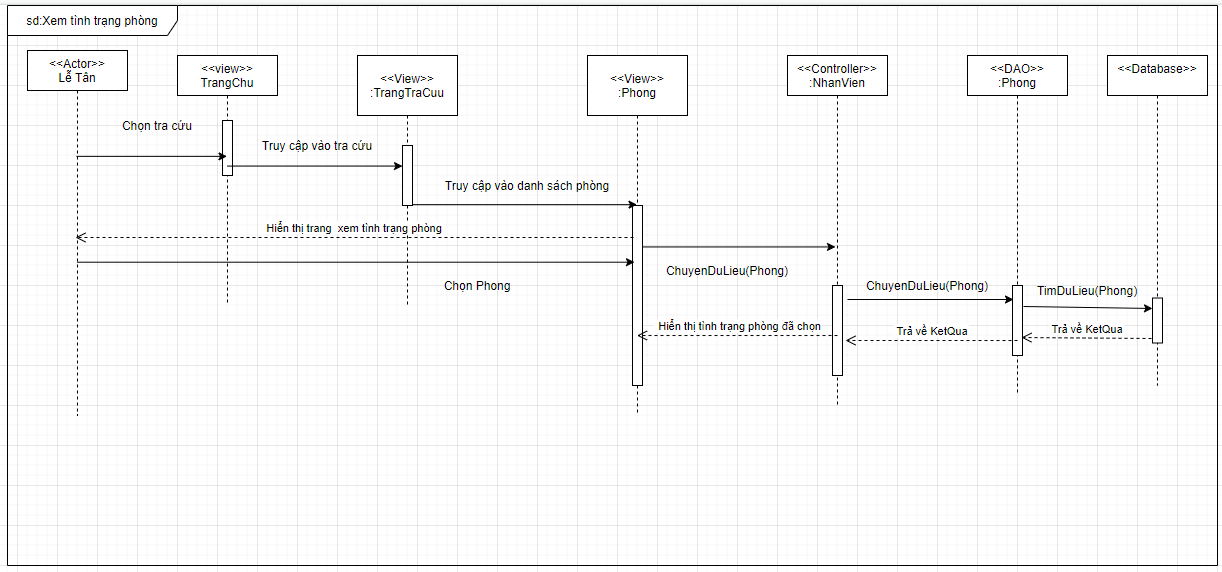 sd:Xem tình trạng phòng
<<Actor>>
Lễ Tân
<<view>>
TrangChu
<<View>>
:TrangTraCuu
<<View>>
:Phong
<<Controller>>
:NhanVien
<<DAO>>
:Phong
<<Database>>
Chọn tra cứu
Truy cập vào tra cứu
Truy cập vào danh sách phòng
Hiển thị trang  xem tình trạng phòng
ChuyenDuLieu(Phong)
Chọn Phong
ChuyenDuLieu(Phong)
TimDuLieu(Phong)
Hiển thị tình trạng phòng đã chọn
Trả về KetQua
Trả về KetQua